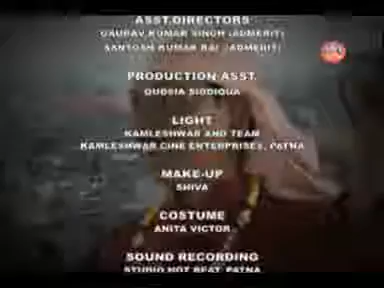 ASST.DIRECTORS
GAURAV KUMAR SINGH (ADMERIT)
SANTOSH KUMAR RAI (ADMERIT)
PRODUCTION ASST.
QUDSIA SIDDIQUA
LIGHT
KAMLESHWAR AND TEAM
KAMLESHWAR CINE ENTERPRISES, PATNA
MAKE-UP
SHIVA
COSTUME
ANITA VICTOR
SOUND RECORDING
STUDIO HOT BEAT, PATNA